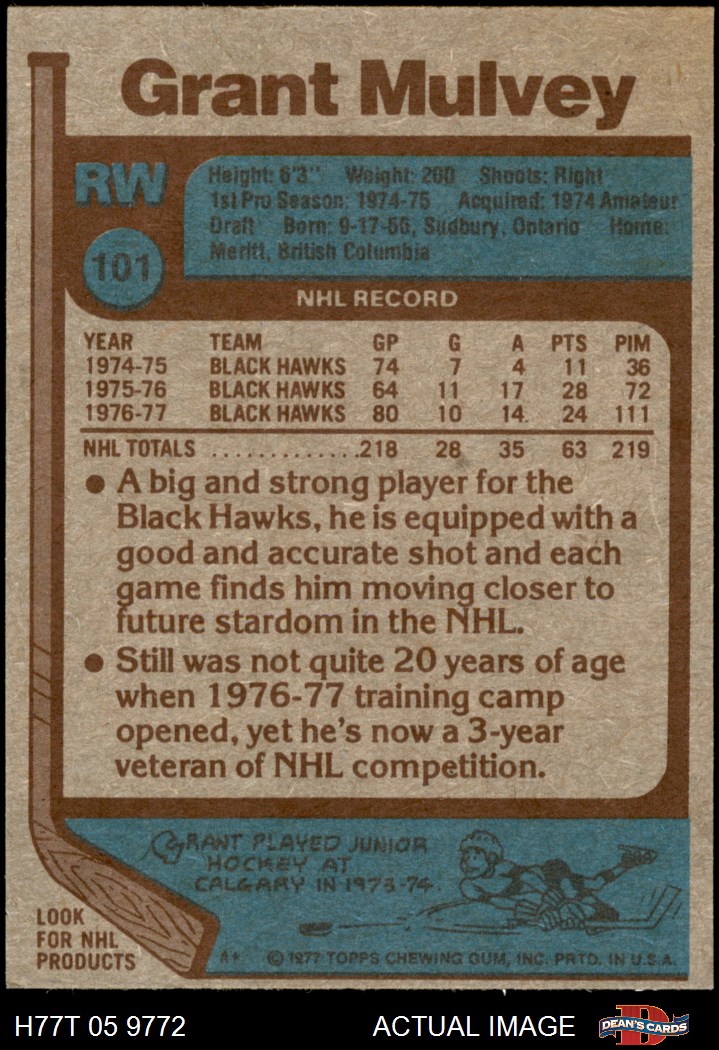 Grant Mulvey
RW
Height: 6'3" Weight: 200 Shoots: Right
1st Pro Season: 1974-75 Acquired: 1974 Amateur
Draft Born: 9-17-56, Sudbury, Ontario Home:
Meritt, British Columbia
101
NHL RECORD
YEAR TEAM GP G A PTS PIM
1974-75 BLACK HAWKS 74 7 4 11 36
1975-76 BLACK HAWKS 64 11 17 28 72
1976-77 BLACK HAWKS 80 10 14 24 111
NHL TOTALS .............218 28 35 63 219
● A big and strong player for the
Black Hawks, he is equipped with a
good and accurate shot and each
game finds him moving closer to
future stardom in the NHL.
● Still was not quite 20 years of age
when 1976-77 training camp
opened, yet he's now a 3-year
veteran of NHL competition.
GRANT PLAYED JUNIOR
HOCKEY AT
CALGARY IN 1973-74.
LOOK
FOR NHL
PRODUCTS
A* © 1977 TOPPS CHEWING GUM, INC. PRTD. IN U.S.A.
H77T 05 9772 ACTUAL IMAGE D DEAN'S CARDS